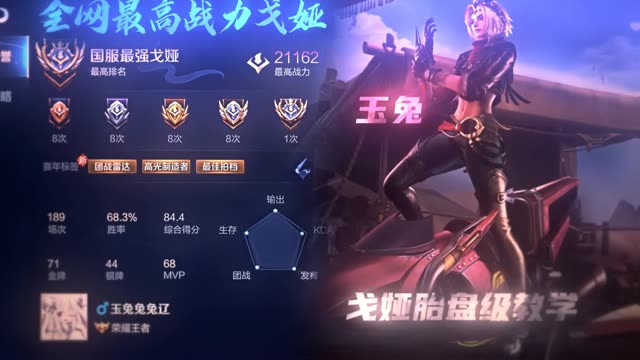 全网最高战力戈娅
誉
国服最强戈娅
最高排名
21162
最高战力
略
8次
8次
8次
8次
1次
赛年标签
新
团战雷达
高光制造者
最佳拍档
输出
189
场次
68.3%
胜率
84.4
综合得分
生存
KDA
71
金牌
44
银牌
68
MVP
团战
发育
玉兔兔兔辽
荣耀王者
玉兔
戈娅胎盘级教学